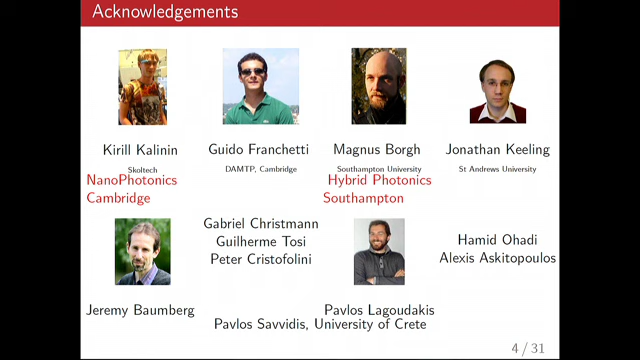 Acknowledgements
Kirill Kalinin
Guido Franchetti
Magnus Borgh
Jonathan Keeling
Skoltech
DAMTP, Cambridge
Southampton University
St Andrews University
NanoPhotonics
Cambridge
Hybrid Photonics
Southampton
Gabriel Christmann
Guilherme Tosi
Peter Cristofolini
Hamid Ohadi
Alexis Askitopoulos
Jeremy Baumberg
Pavlos Lagoudakis
Pavlos Savvidis, University of Crete
4 / 31